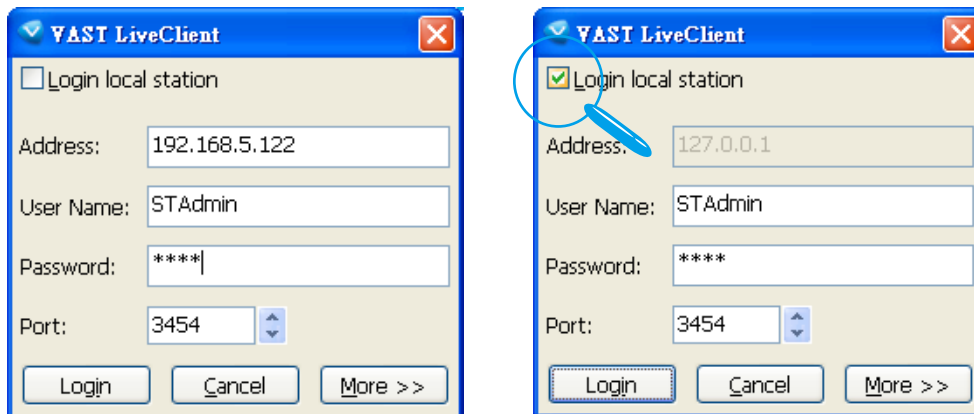 VAST LiveClient
Login local station
Address: 192.168.5.122
User Name: STAdmin
Password: ****
Port: 3454
Login Cancel More >>
VAST LiveClient
Login local station
Address: 127.0.0.1
User Name: STAdmin
Password: ****
Port: 3454
Login Cancel More >>